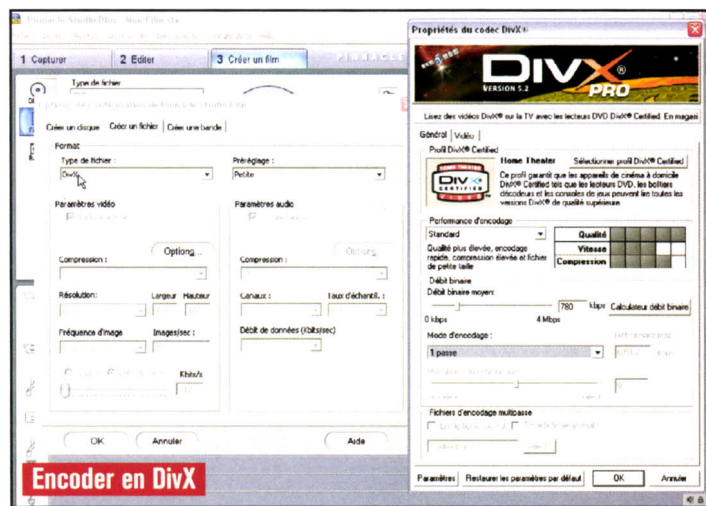 Pinnacle Studio Plus
1 Capturer
2 Editer
3 Créer un film
PINNACLE
Type de fichier
Créer un disque
Créer un fichier
Créer une bande
Format
Type de fichier :
DivX
Préréglage :
Petite
Paramètres vidéo
Paramètres audio
Options...
Options...
Compression :
Compression :
Résolution:
Largeur
Hauteur
Canaux :
Taux d'échantil. :
Fréquence d'image
Images/sec :
Débit de données (Kbits/sec)
Kbits/s
OK
Annuler
Aide
Encoder en DivX
Propriétés du codec DivX®
DIVX®
VERSION 5.2
PRO
Lisez des vidéos DivX® sur la TV avec les lecteurs DVD DivX® Certified. En magasi
Général
Vidéo
Profil DivX® Certified
HOME THEATER
DIVX
CERTIFIED
VIDEO
Home Theater
Sélectionner profil DivX® Certified
Ce profil garantit que les appareils de cinéma à domicile
DivX® Certified tels que les lecteurs DVD, les boîtiers
décodeurs et les consoles de jeux peuvent lire toutes les
versions DivX® de qualité supérieure.
Performance d'encodage
Standard
Qualité plus élevée, encodage
rapide, compression élevée et fichier
de petite taille
Qualité
Vitesse
Compression
Débit binaire
Débit binaire moyen:
780
kbps
Calculateur débit binaire
0 kbps
4 Mbps
Mode d'encodage :
1 passe
Fichiers d'encodage multipasse
Paramètres
Restaurer les paramètres par défaut
OK
Annuler